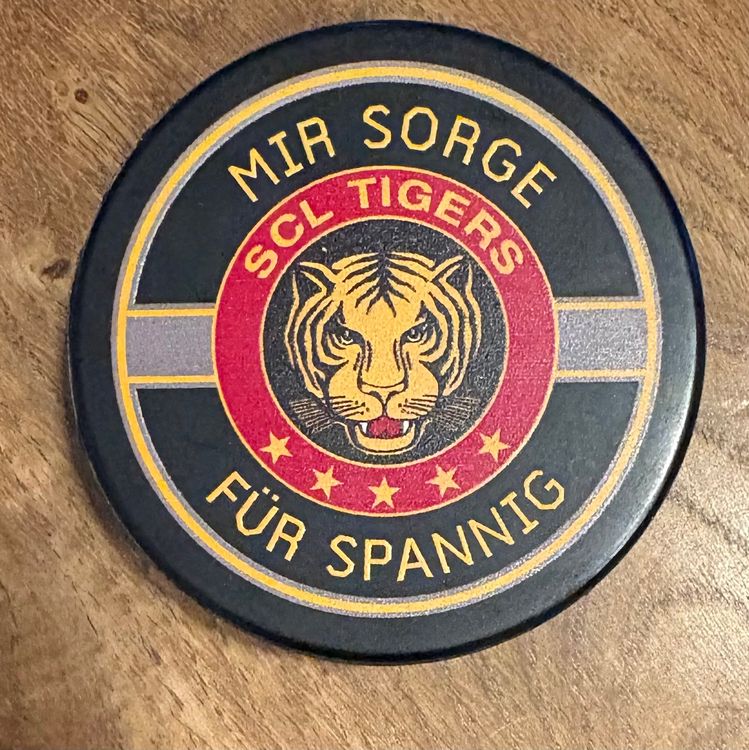 MIR SORGE
SCL TIGERS
FÜR SPANNIG